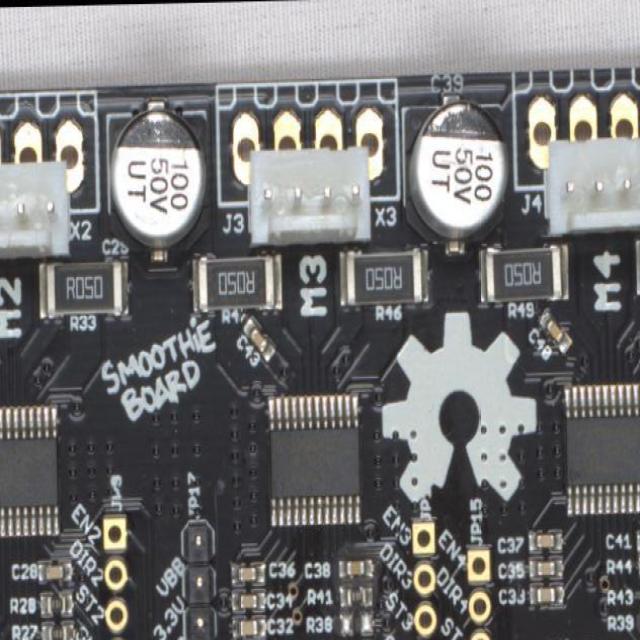 C39
100
50V
UT
100
50V
UT
X2
J3
X3
J4
C29
M2
R050
R33
R050
M3
R050
R46
R050
R49
M4
C43
SMOOTHIE
BOARD
JP17
JP15
EN2
DIR2
ST2
VBB
3.3V
EN3
DIR3
ST3
EN4
DIR4
C28
R28
R27
C36
C34
C32
C38
R41
R38
C37
C35
C33
C41
R44
R43
R39